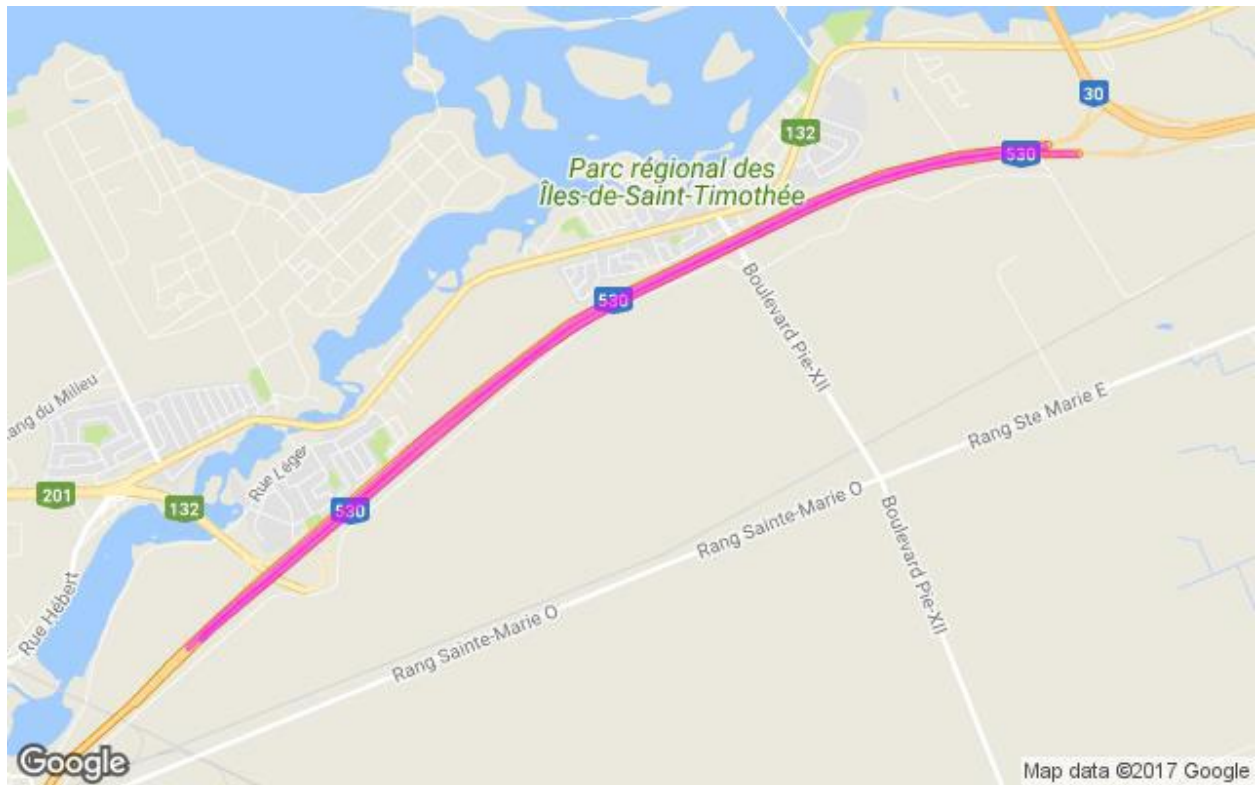 30
132
530
Parc régional des
Îles-de-Saint-Timothée
530
Boulevard Pie-XII
Rang du Milieu
Rang Ste Marie E
Rue Léger
201
132
530
Rang Sainte-Marie O
Boulevard Pie-XII
Rue Hébert
Rang Sainte-Marie O
Google
Map data ©2017 Google